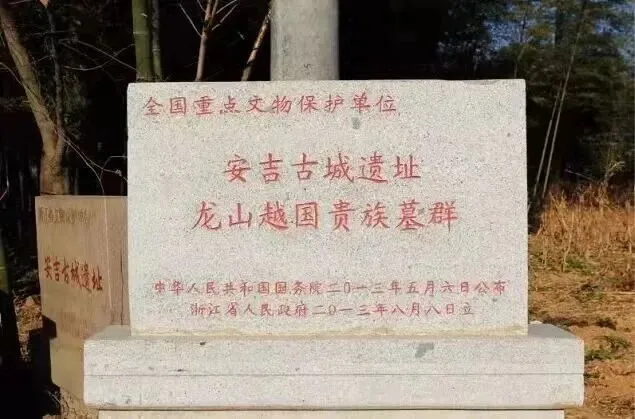 全国重点文物保护单位
安吉古城遗址
龙山越国贵族墓群
中华人民共和国国务院二〇一三年五月六日公布
浙江省人民政府二〇一三年八月八日立
安吉古城遗址